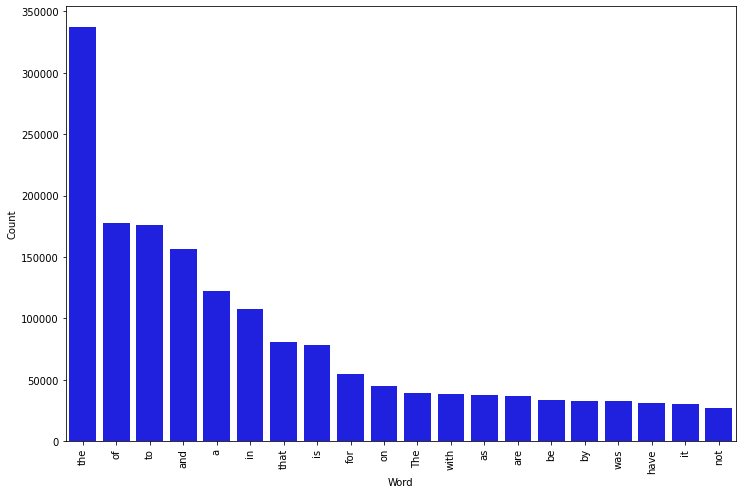 350000
300000
250000
200000
150000
100000
50000
0
Count
the of to and a in that is for on The with as are be by was have it not
Word